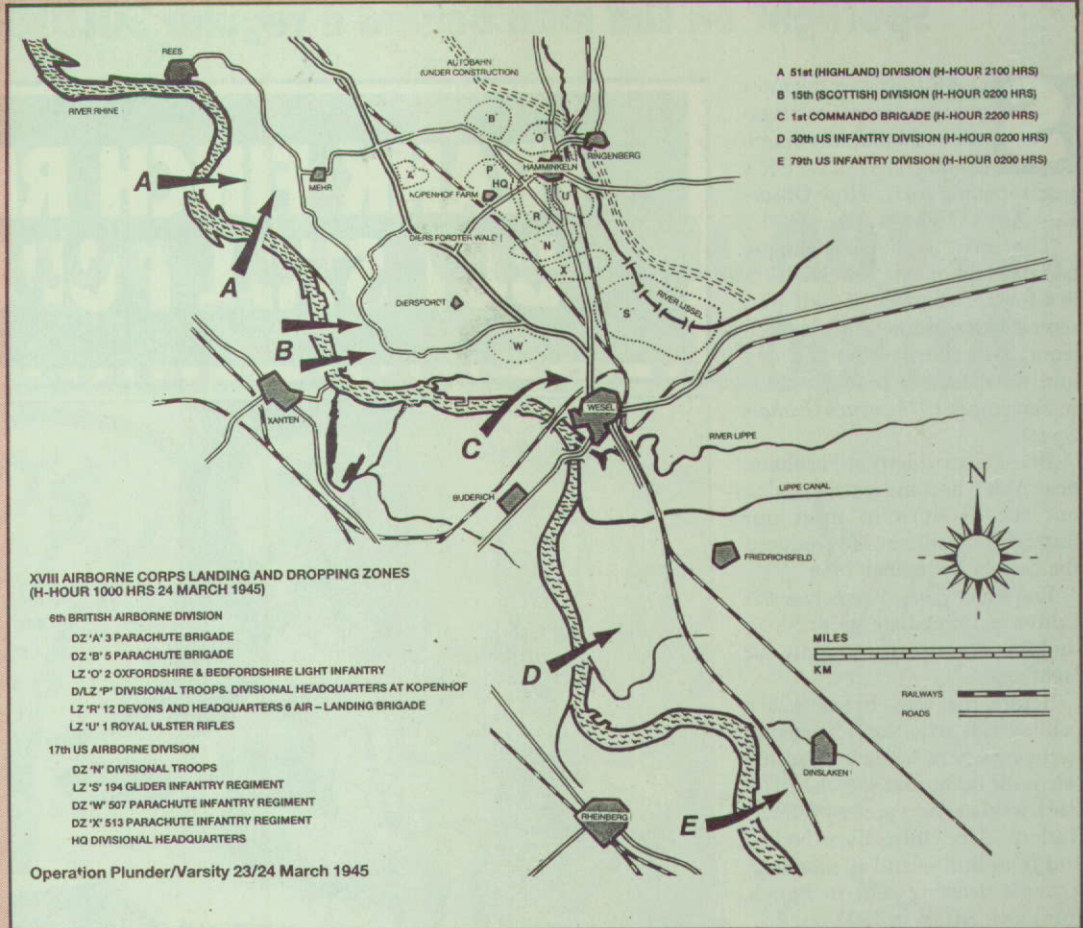 REES
RIVER RHINE
AUTOBAHN
(UNDER CONSTRUCTION)
A 51st (HIGHLAND) DIVISION (H-HOUR 2100 HRS)
B 15th (SCOTTISH) DIVISION (H-HOUR 0200 HRS)
C 1st COMMANDO BRIGADE (H-HOUR 2200 HRS)
D 30th US INFANTRY DIVISION (H-HOUR 0200 HRS)
E 79th US INFANTRY DIVISION (H-HOUR 0200 HRS)
B
O
RINGENBERG
HAMMINKELN
MEHR
A
P
HQ
KOPENHOF FARM
U
R
A
DIERS FORDTER WALD
N
X
A
RIVER IJSSEL
DIERSFORDT
S
B
W
XANTEN
WESEL
C
RIVER LIPPE
BUDERICH
LIPPE CANAL
N
FRIEDRICHSFELD
XVIII AIRBORNE CORPS LANDING AND DROPPING ZONES
(H-HOUR 1000 HRS 24 MARCH 1945)
6th BRITISH AIRBORNE DIVISION
DZ 'A' 3 PARACHUTE BRIGADE
DZ 'B' 5 PARACHUTE BRIGADE
LZ 'O' 2 OXFORDSHIRE & BEDFORDSHIRE LIGHT INFANTRY
D/LZ 'P' DIVISIONAL TROOPS. DIVISIONAL HEADQUARTERS AT KOPENHOF
LZ 'R' 12 DEVONS AND HEADQUARTERS 6 AIR – LANDING BRIGADE
LZ 'U' 1 ROYAL ULSTER RIFLES
17th US AIRBORNE DIVISION
DZ 'N' DIVISIONAL TROOPS
LZ 'S' 194 GLIDER INFANTRY REGIMENT
DZ 'W' 507 PARACHUTE INFANTRY REGIMENT
DZ 'X' 513 PARACHUTE INFANTRY REGIMENT
HQ DIVISIONAL HEADQUARTERS
Operation Plunder/Varsity 23/24 March 1945
D
MILES
KM
RAILWAYS
ROADS
DINSLAKEN
RHEINBERG
E